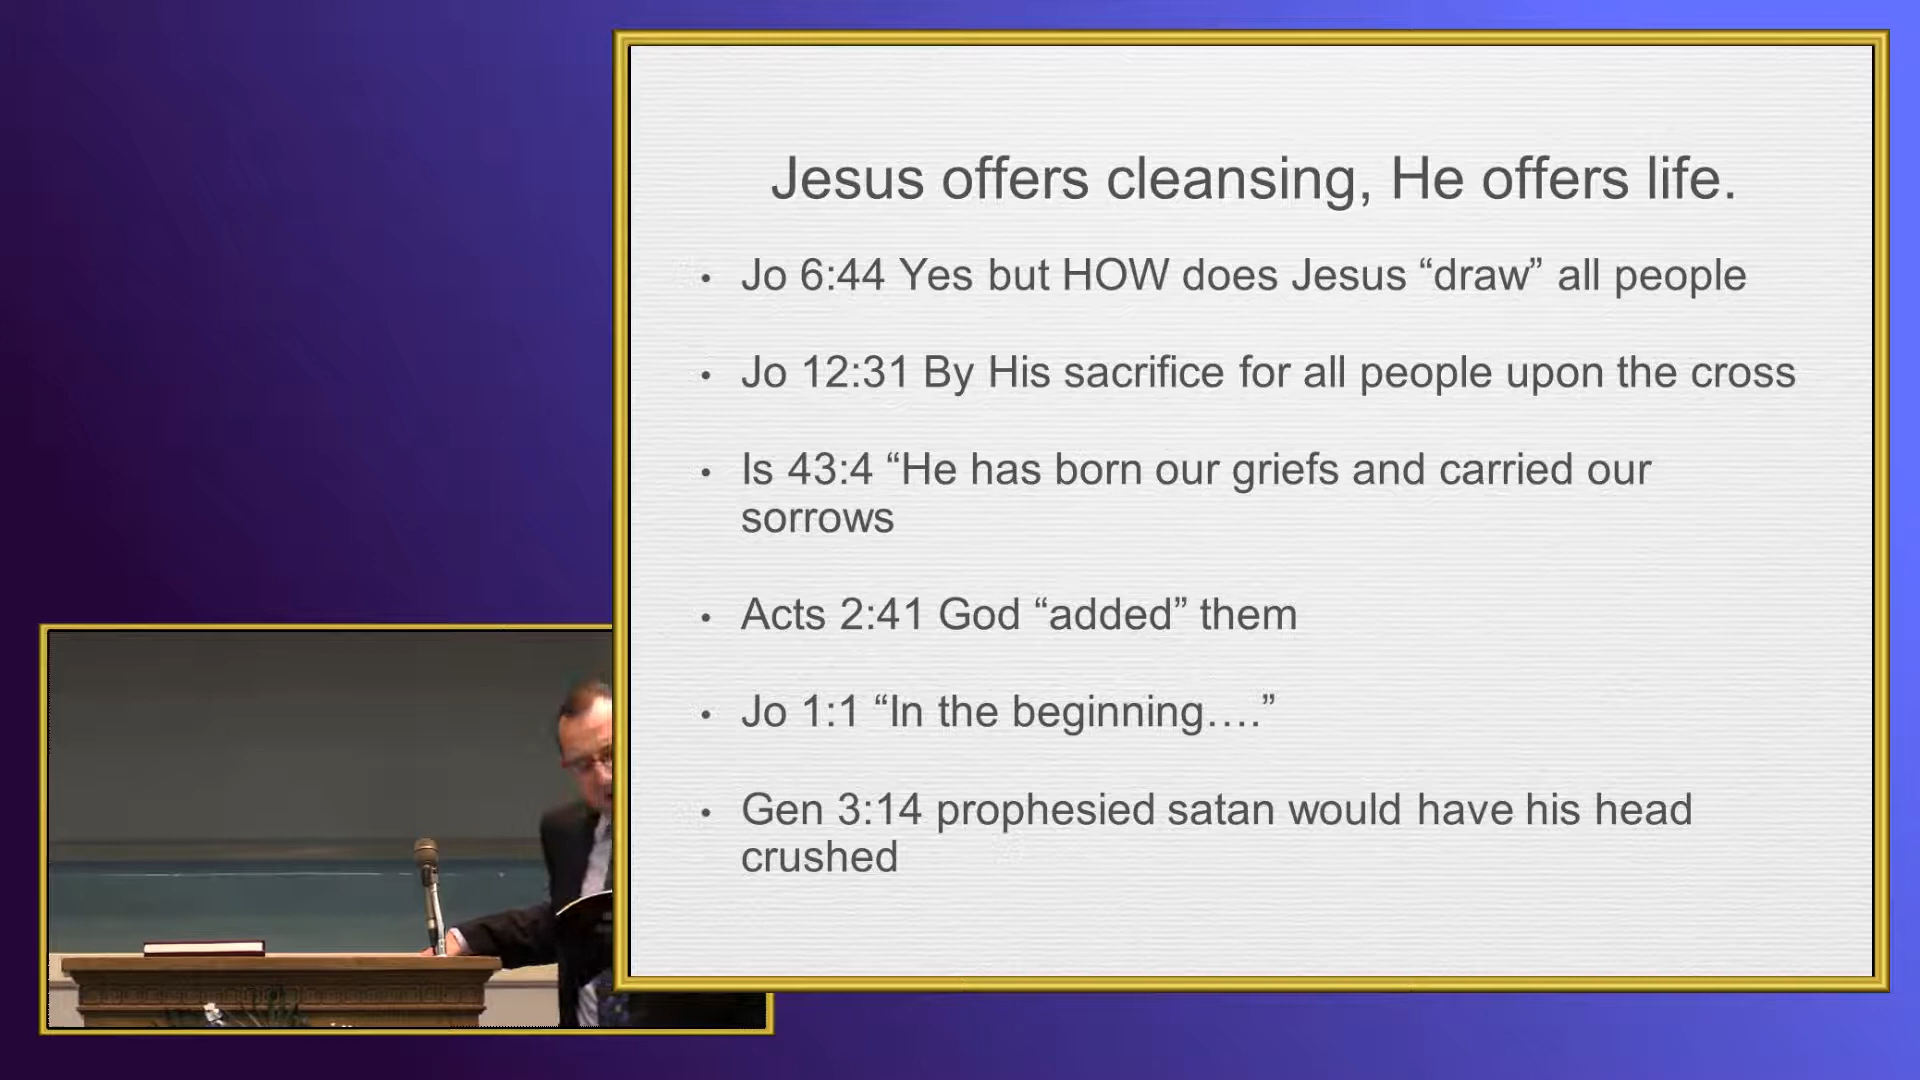 Jesus offers cleansing, He offers life.
• Jo 6:44 Yes but HOW does Jesus “draw” all people
• Jo 12:31 By His sacrifice for all people upon the cross
• Is 43:4 “He has born our griefs and carried our
sorrows
• Acts 2:41 God “added” them
• Jo 1:1 “In the beginning….”
• Gen 3:14 prophesied satan would have his head
crushed